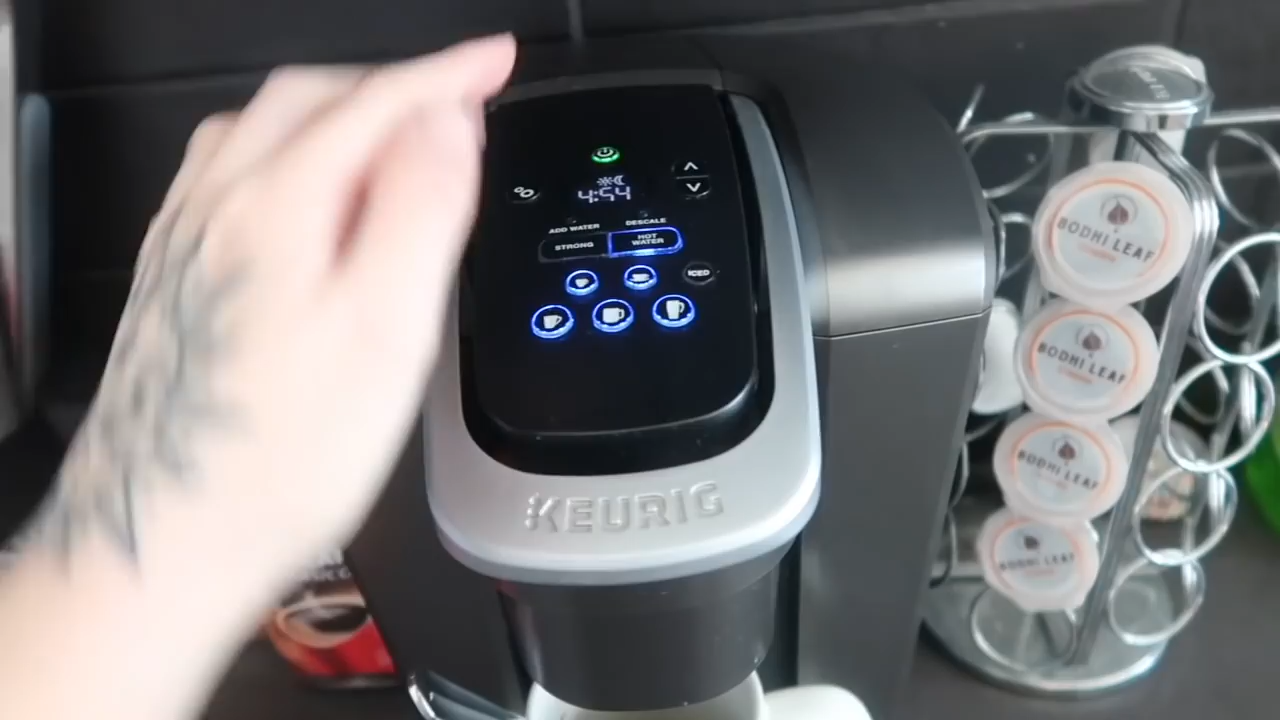 4:54
ADD WATER
DESCALE
STRONG
HOT
WATER
ICED
KEURIG
BODHI LEAF
BODHI LEAF
BODHI LEAF
BODHI LEAF